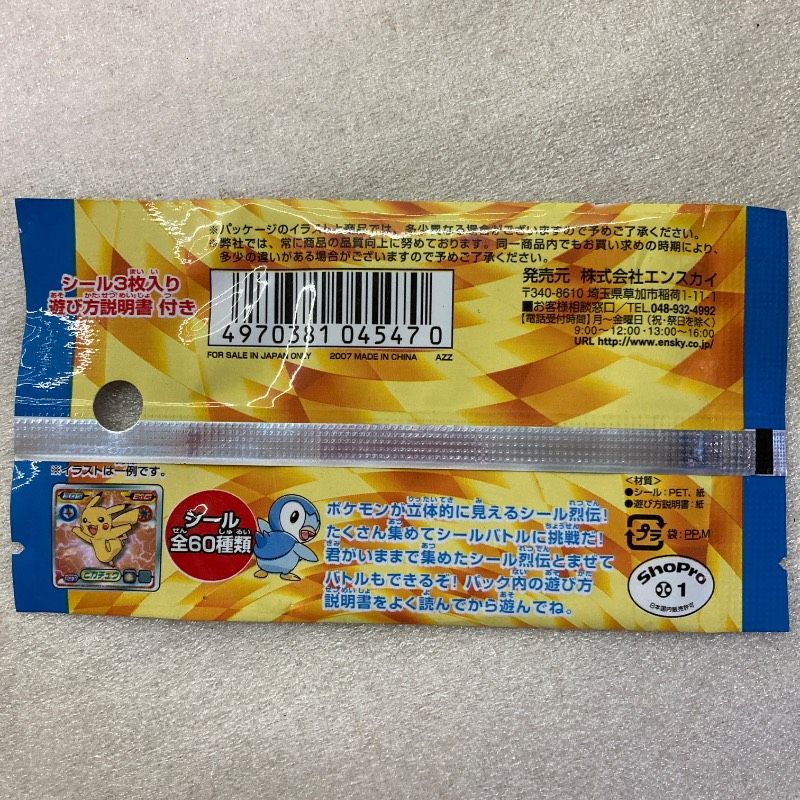 ※パッケージのイラストと商品では、多少異なる場合がございますので予めご了承ください。
※弊社では、常に商品の品質向上に努めております。同一商品内でもお買い求めの時期により、
多少の違いがある場合がございますので予めご了承ください。
シール3枚入り
遊び方説明書 付き
4970381 045470
FOR SALE IN JAPAN ONLY 2007 MADE IN CHINA AZZ
発売元 株式会社エンスカイ
〒340-8610 埼玉県草加市稲荷1-11-1
■お客様相談窓口/TEL.048-932-4992
【電話受付時間】月〜金曜日(祝・祭日を除く)
9:00〜12:00・13:00〜16:00
URL http://www.ensky.co.jp/
※イラストは一例です。
ピカチュウ
シール
全60種類
ポケモンが立体的に見えるシール烈伝!
たくさん集めてシールバトルに挑戦だ!
君がいままで集めたシール烈伝とまぜて
バトルもできるぞ! パック内の遊び方
説明書をよく読んでから遊んでね。
<材質>
●シール:PET、紙
●遊び方説明書:紙
プラ 袋:PP,M
ShoPro
1
日本国内販売許可